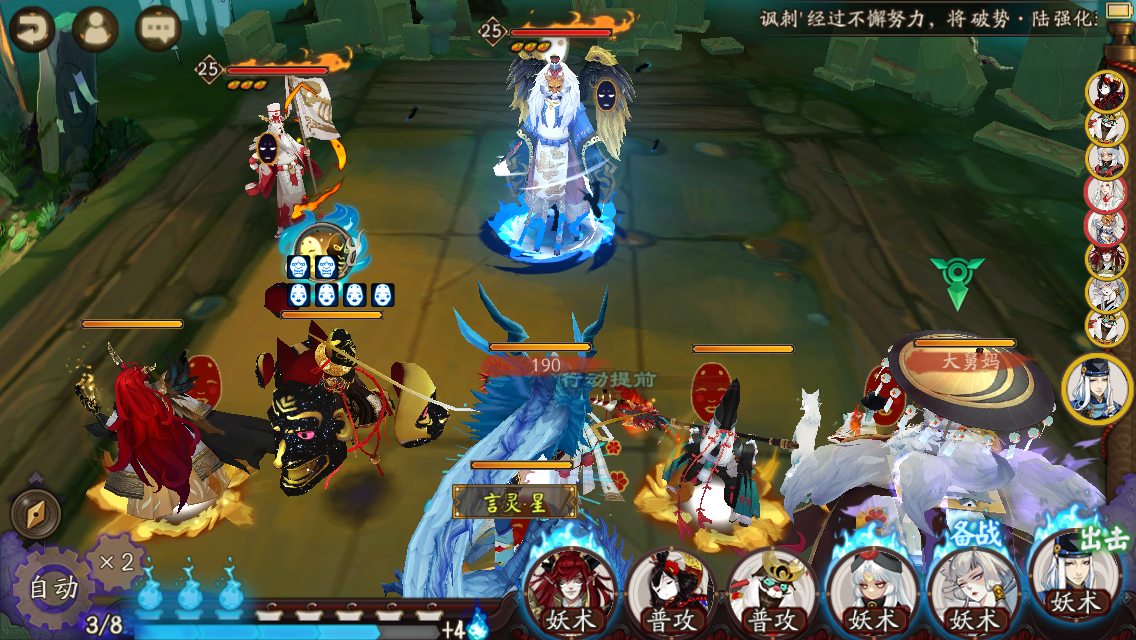 讽刺'经过不懈努力，将破势·陆强化
25
25
190
行动提前
大舅妈
言灵·星
备战
出击
×2
自动
3/8
+4
妖术
普攻
普攻
妖术
妖术
妖术